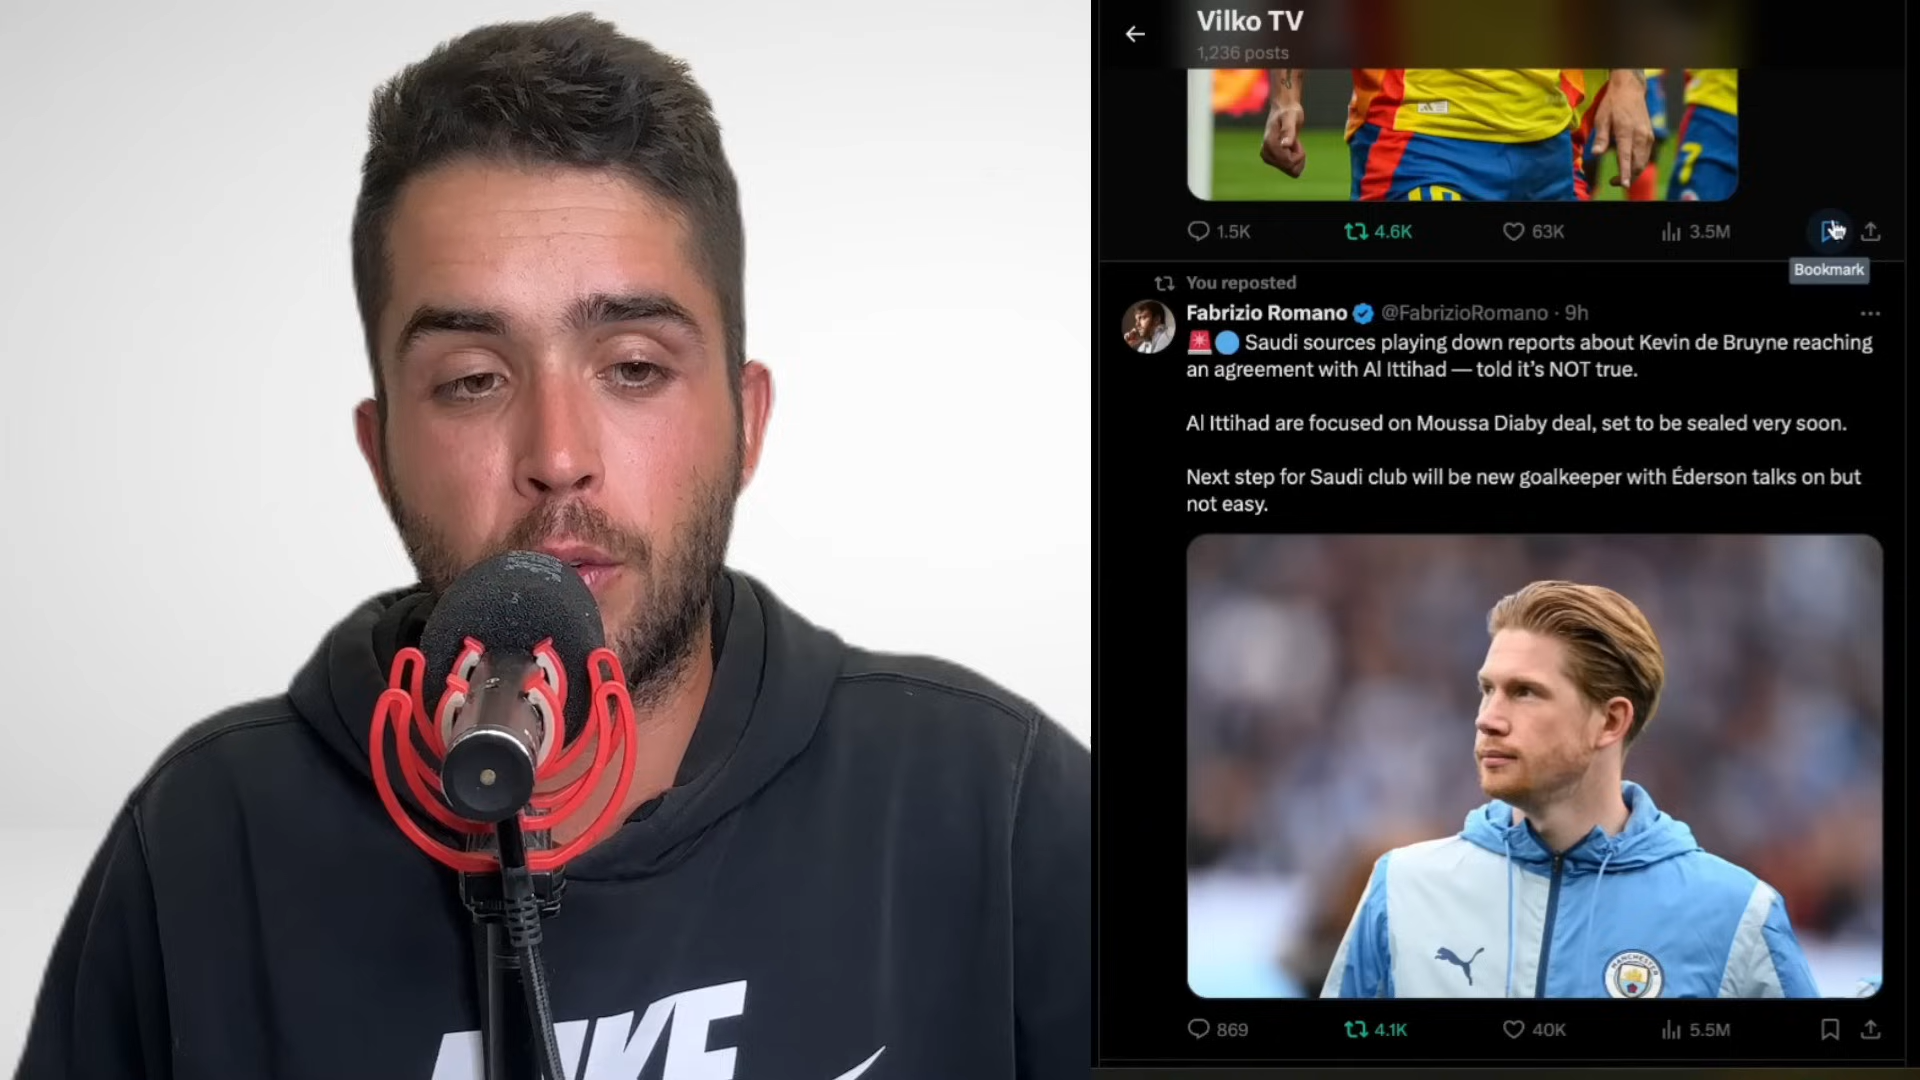 Vilko TV
1,236 posts
7
1.5K
4.6K
63K
3.5M
Bookmark
You reposted
Fabrizio Romano @FabrizioRomano · 9h
🚨🔵 Saudi sources playing down reports about Kevin de Bruyne reaching
an agreement with Al Ittihad — told it’s NOT true.
Al Ittihad are focused on Moussa Diaby deal, set to be sealed very soon.
Next step for Saudi club will be new goalkeeper with Éderson talks on but
not easy.
MANCHESTER
869
4.1K
40K
5.5M
NIKE